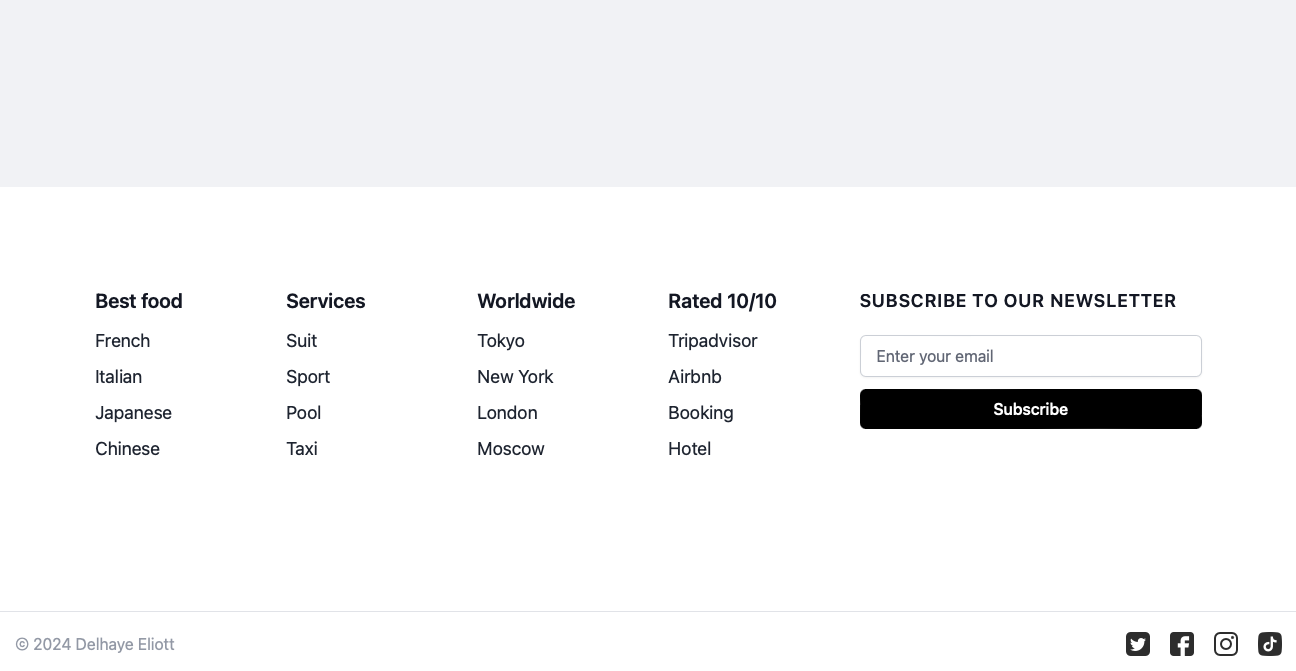 Best food
French
Italian
Japanese
Chinese
Services
Suit
Sport
Pool
Taxi
Worldwide
Tokyo
New York
London
Moscow
Rated 10/10
Tripadvisor
Airbnb
Booking
Hotel
SUBSCRIBE TO OUR NEWSLETTER
Enter your email
Subscribe
© 2024 Delhaye Eliott